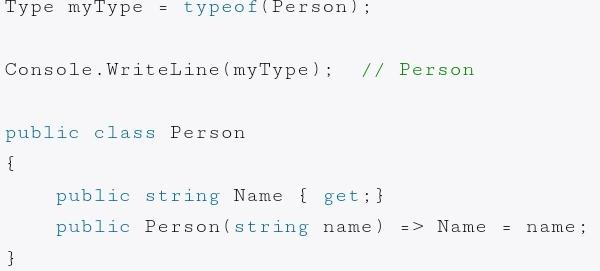 Type myType = typeof(Person);
Console.WriteLine(myType);  // Person
public class Person
{
    public string Name { get;}
    public Person(string name) => Name = name;
}